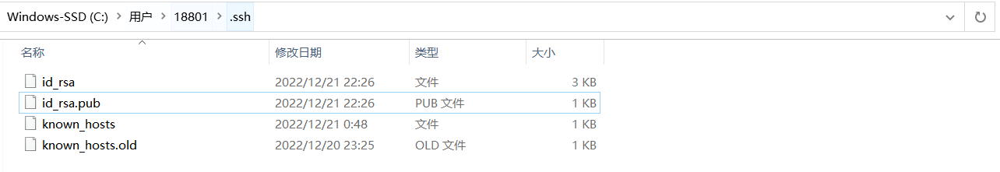 Windows-SSD (C:) > 用户 > 18801 > .ssh
名称 修改日期 类型 大小
id_rsa 2022/12/21 22:26 文件 3 KB
id_rsa.pub 2022/12/21 22:26 PUB 文件 1 KB
known_hosts 2022/12/21 0:48 文件 1 KB
known_hosts.old 2022/12/20 23:25 OLD 文件 1 KB